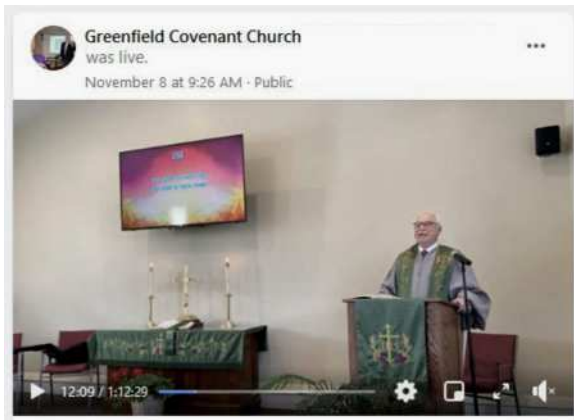 Greenfield Covenant Church
was live.
November 8 at 9:26 AM · Public
12:09 / 1:12:29